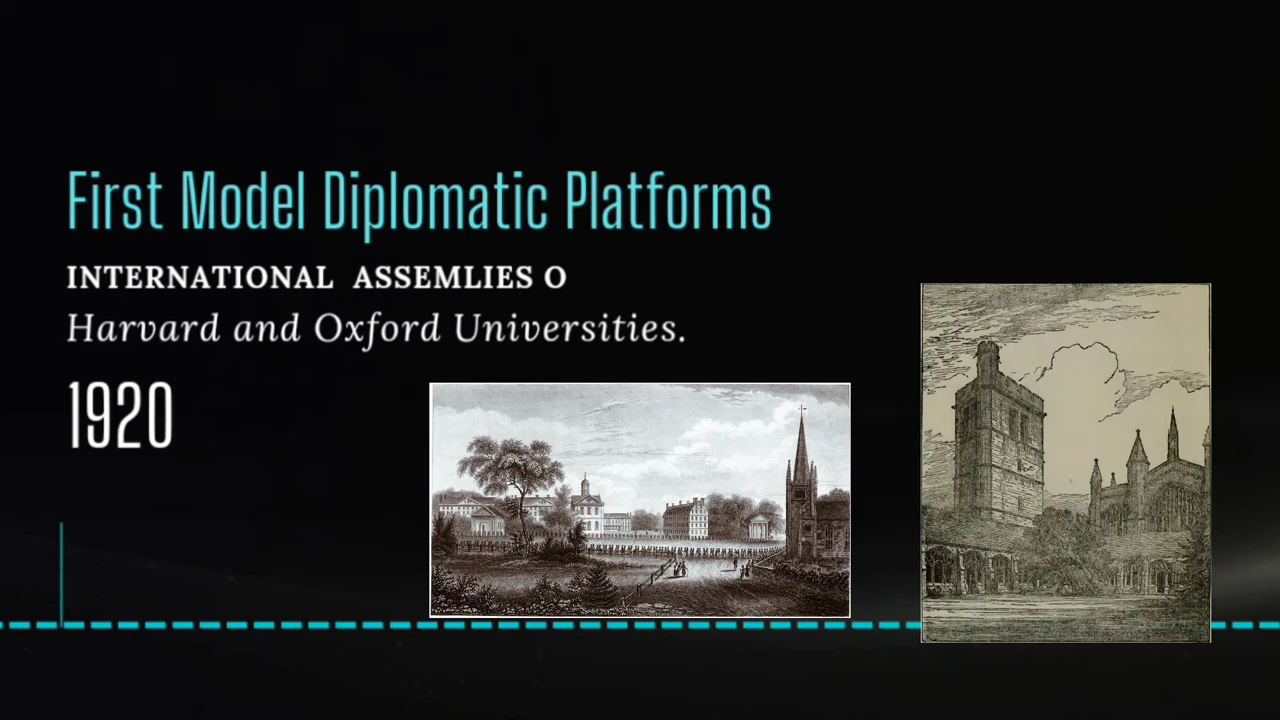 First Model Diplomatic Platforms
INTERNATIONAL ASSEMLIES O
Harvard and Oxford Universities.
1920